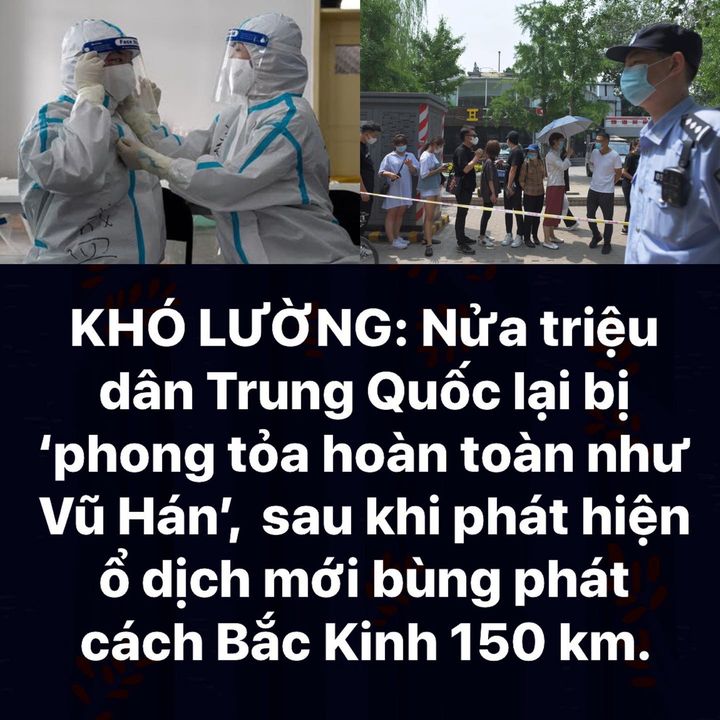 KHÓ LƯỜNG: Nửa triệu
dân Trung Quốc lại bị
‘phong tỏa hoàn toàn như
Vũ Hán’, sau khi phát hiện
ổ dịch mới bùng phát
cách Bắc Kinh 150 km.